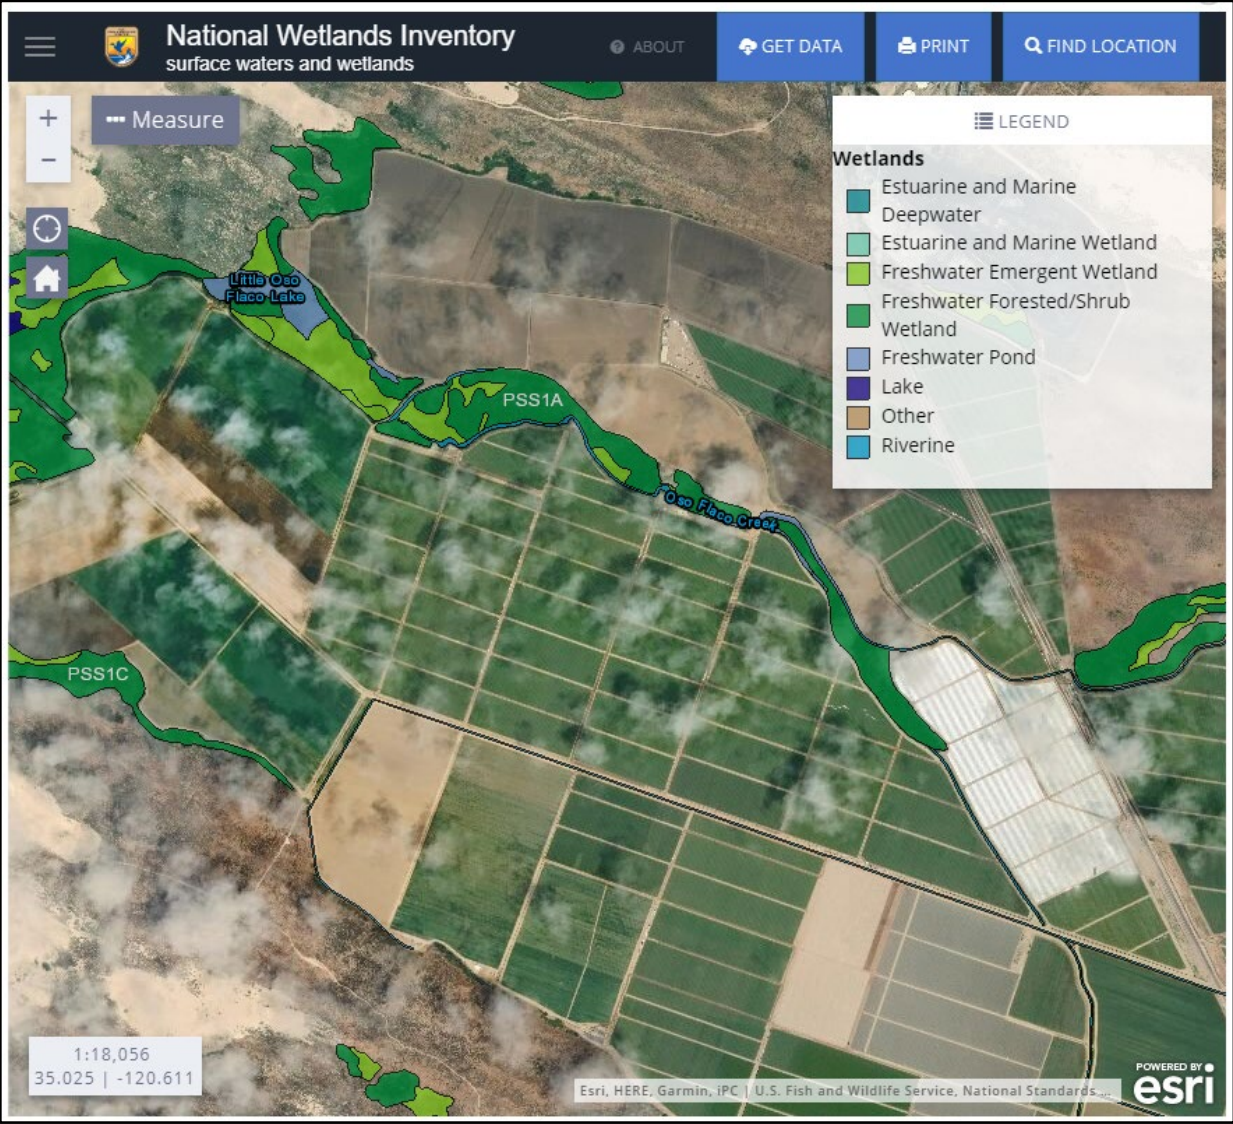 National Wetlands Inventory
surface waters and wetlands
ABOUT
GET DATA
PRINT
FIND LOCATION
+
Measure
−
LEGEND
Wetlands
Estuarine and Marine
Deepwater
Estuarine and Marine Wetland
Freshwater Emergent Wetland
Freshwater Forested/Shrub
Wetland
Freshwater Pond
Lake
Other
Riverine
Little Oso
Flaco Lake
PSS1A
Oso Flaco Creek
PSS1C
1:18,056
35.025 | -120.611
Esri, HERE, Garmin, iPC | U.S. Fish and Wildlife Service, National Standards ...
POWERED BY
esri